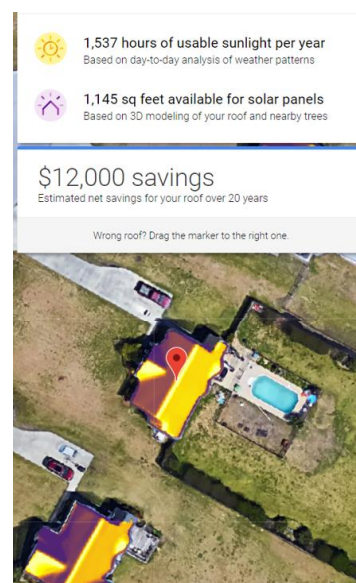 1,537 hours of usable sunlight per year
Based on day-to-day analysis of weather patterns
1,145 sq feet available for solar panels
Based on 3D modeling of your roof and nearby trees
$12,000 savings
Estimated net savings for your roof over 20 years
Wrong roof? Drag the marker to the right one.